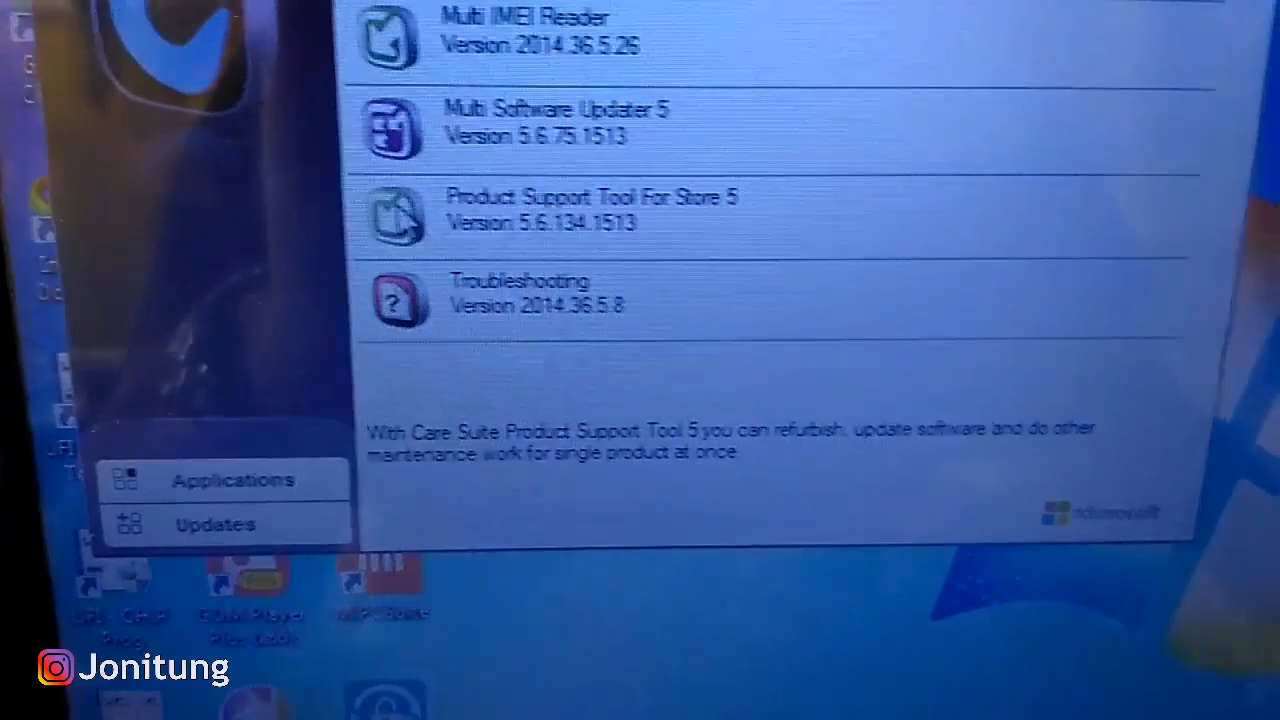 Multi IMEI Reader
Version 2014.36.5.26
Multi Software Updater 5
Version 5.6.75.1513
Product Support Tool For Store 5
Version 5.6.134.1513
Troubleshooting
Version 2014.36.5.8
With Care Suite Product Support Tool 5 you can refurbish, update software and do other
maintenance work for single product at once
Microsoft
Applications
Updates
GOM Player
Jonitung